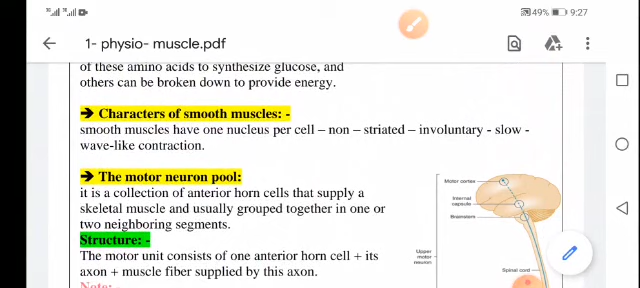 49% 9:27
1- physio- muscle.pdf
of these amino acids to synthesize glucose, and
others can be broken down to provide energy.
➔ Characters of smooth muscles: -
smooth muscles have one nucleus per cell – non – striated – involuntary - slow -
wave-like contraction.
➔ The motor neuron pool:
it is a collection of anterior horn cells that supply a
skeletal muscle and usually grouped together in one or
two neighboring segments.
Structure: -
The motor unit consists of one anterior horn cell + its
axon + muscle fiber supplied by this axon.
Note: -
Motor cortex
Internal
capsule
Brainstem
Upper
motor
neuron
Spinal cord